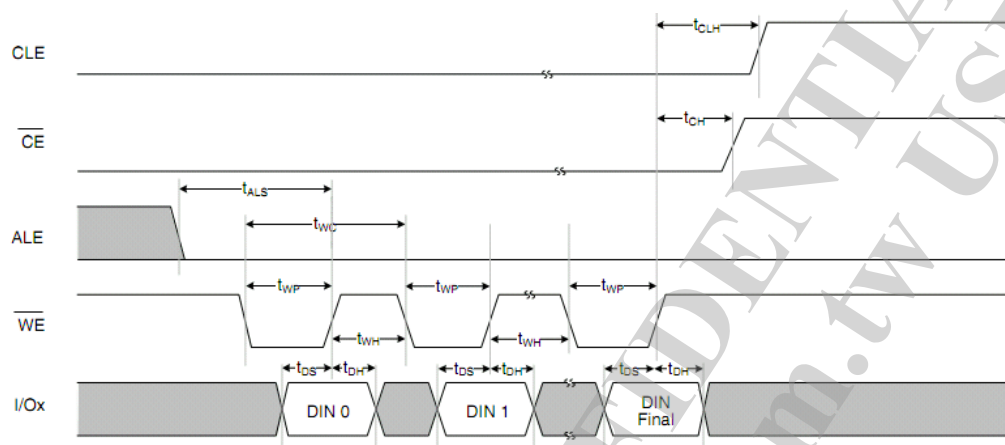 CLE
tCLH
CE
tCH
tALS
ALE
tWC
tWP tWP tWP
WE
tWH tWH
tDS tDH tDS tDH tDS tDH
I/Ox
DIN 0 DIN 1 DIN
Final